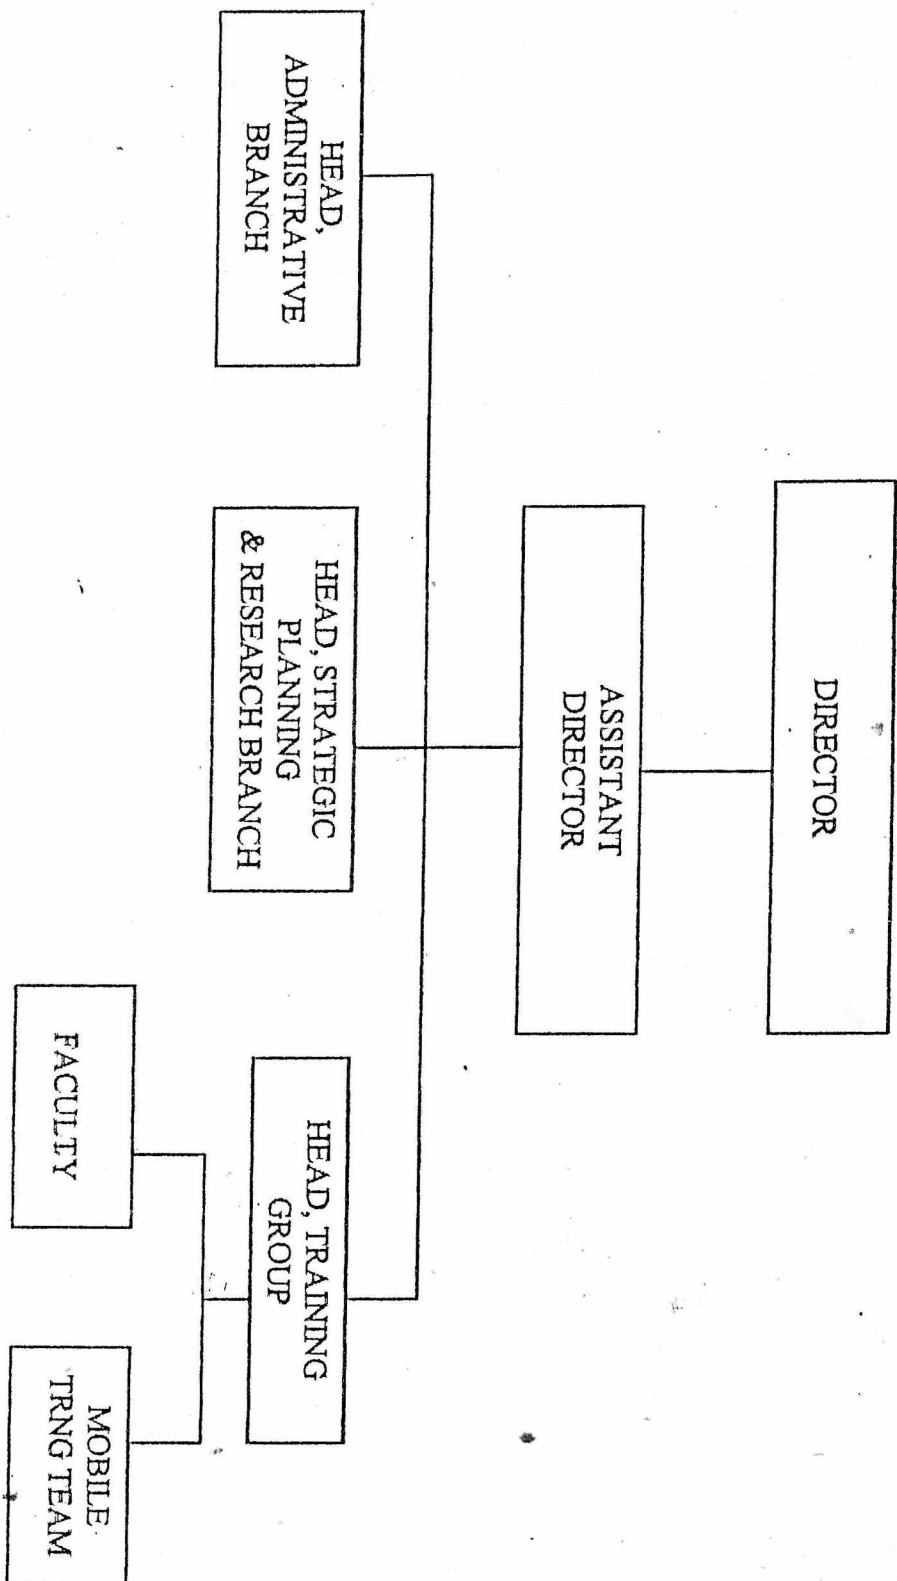 DIRECTOR
ASSISTANT
DIRECTOR
HEAD,
ADMINISTRATIVE
BRANCH
HEAD, STRATEGIC
PLANNING
& RESEARCH BRANCH
HEAD, TRAINING
GROUP
FACULTY
MOBILE
TRNG TEAM